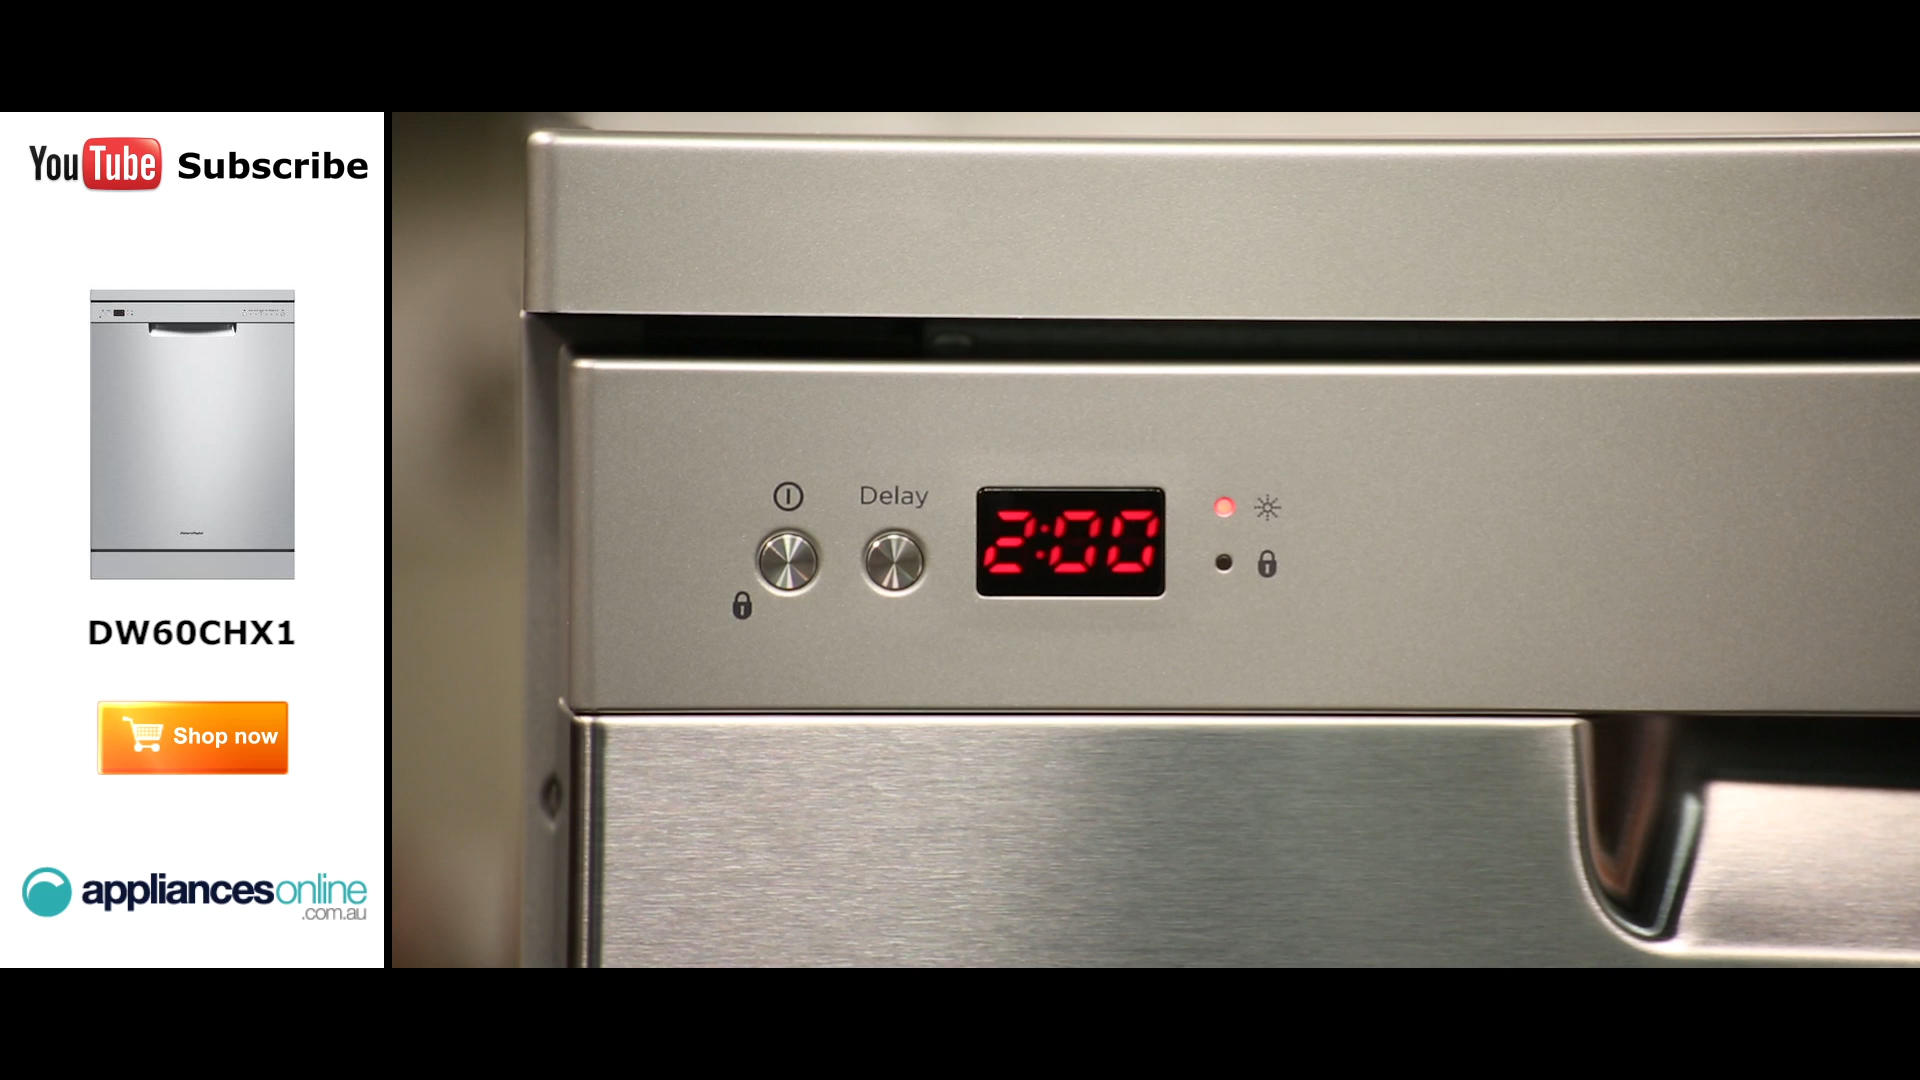 YouTube Subscribe
DW60CHX1
Shop now
appliancesonline
.com.au
Delay
2:00